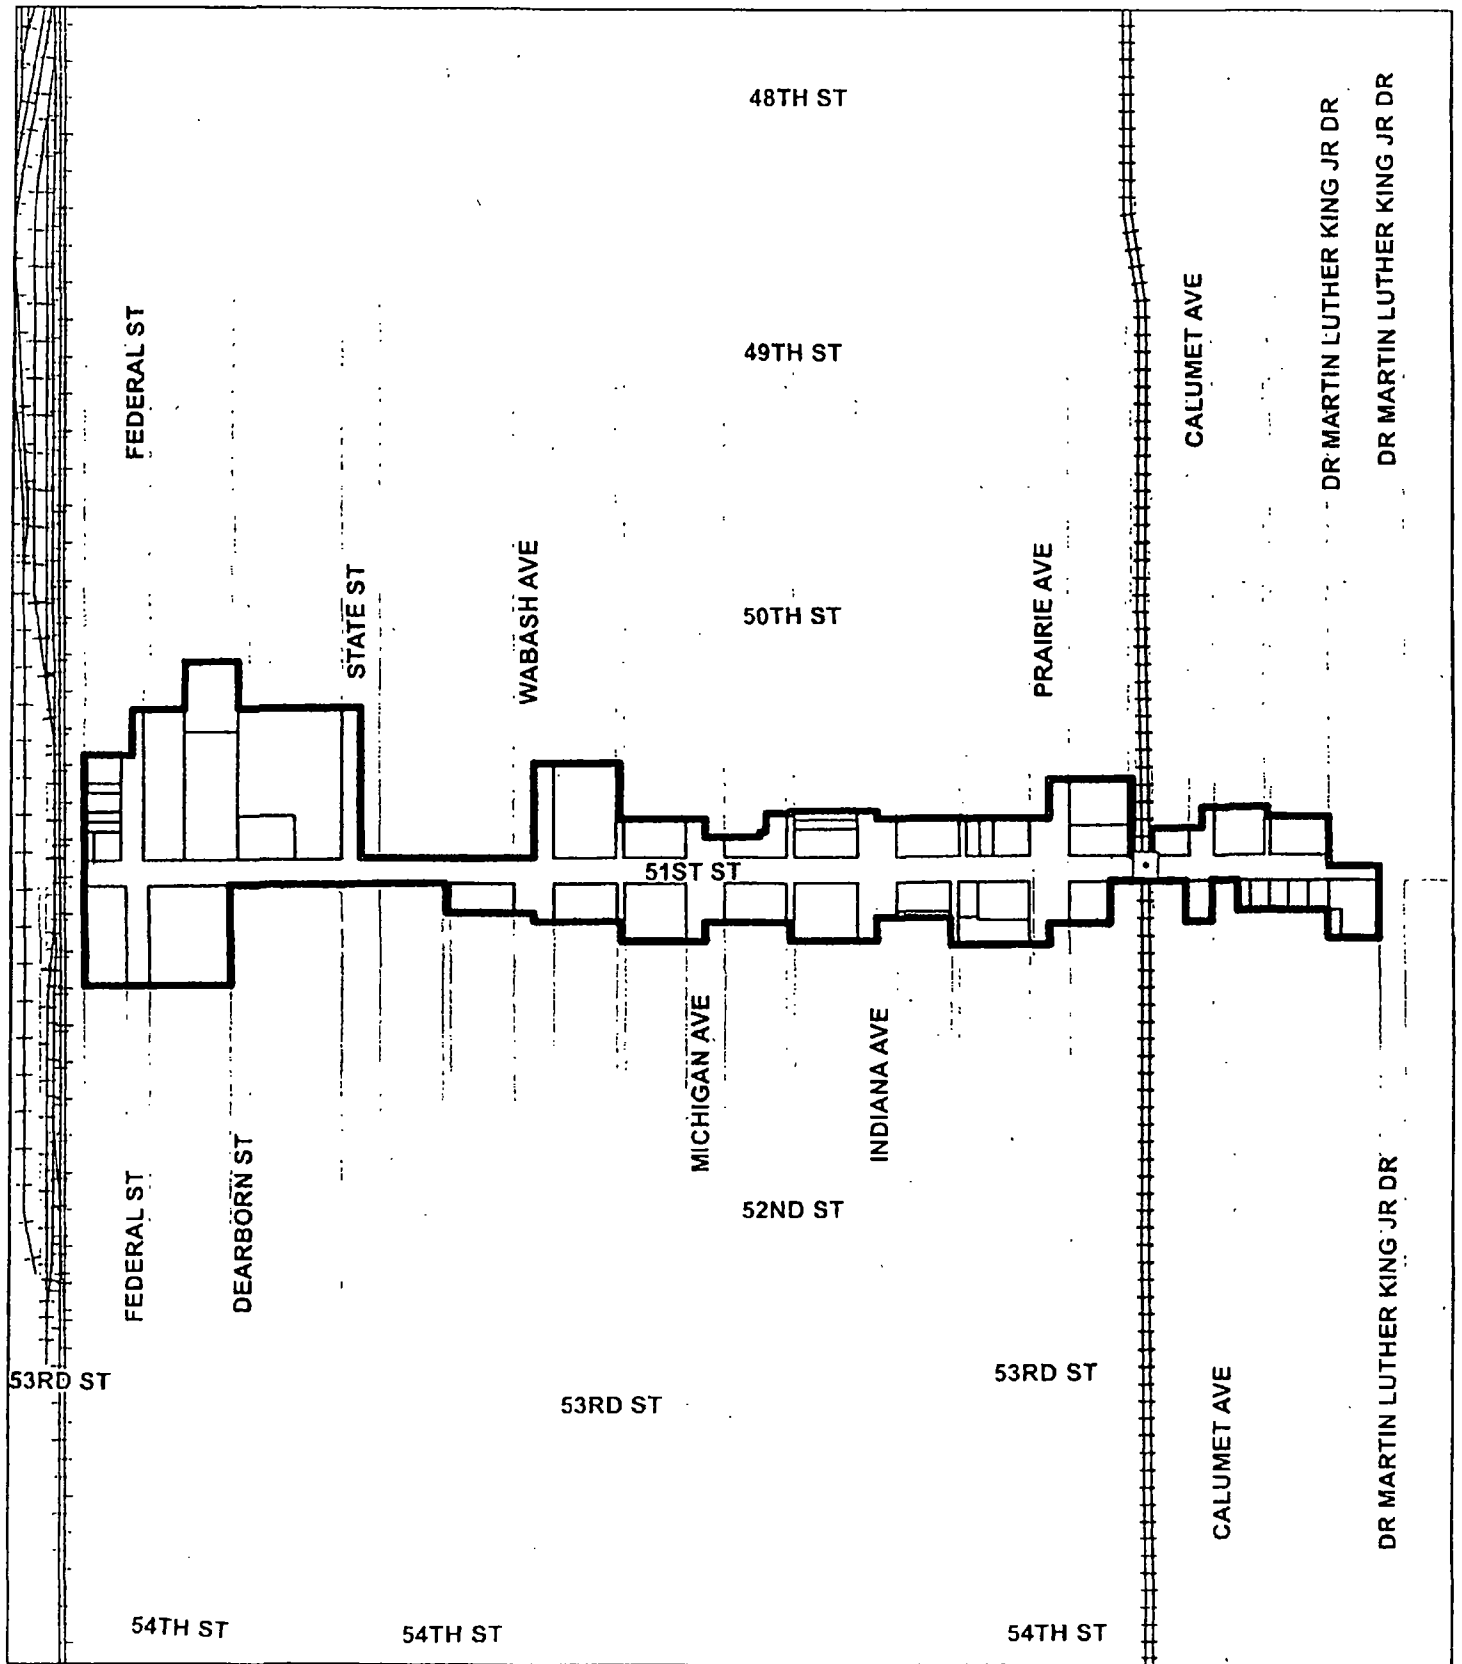 48TH ST
DR MARTIN LUTHER KING JR DR
DR MARTIN LUTHER KING JR DR
CALUMET AVE
FEDERAL ST
49TH ST
STATE ST
WABASH AVE
PRAIRIE AVE
50TH ST
51ST ST
MICHIGAN AVE
INDIANA AVE
FEDERAL ST
DEARBORN ST
52ND ST
DR MARTIN LUTHER KING JR DR
53RD ST
53RD ST
53RD ST
CALUMET AVE
54TH ST
54TH ST
54TH ST